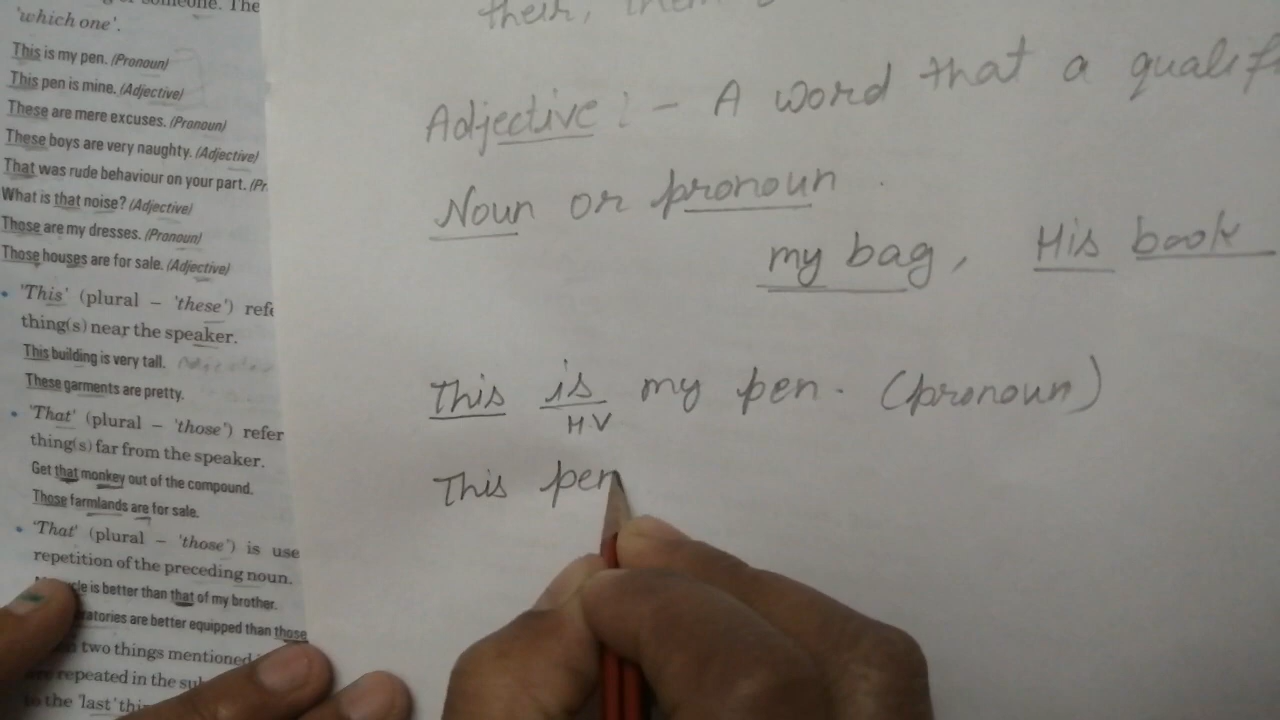 someone. The
'which one'.
This is my pen. (Pronoun)
This pen is mine. (Adjective)
These are mere excuses. (Pronoun)
These boys are very naughty. (Adjective)
That was rude behaviour on your part. (Pr
What is that noise? (Adjective)
Those are my dresses. (Pronoun)
Those houses are for sale. (Adjective)
• 'This' (plural – 'these') refe
thing(s) near the speaker.
This building is very tall.
These garments are pretty.
• 'That' (plural – 'those') refer
thing(s) far from the speaker.
Get that monkey out of the compound.
Those farmlands are for sale.
• 'That' (plural – 'those') is use
repetition of the preceding noun.
is better than that of my brother.
are better equipped than those
two things mentioned
repeated in the
the 'last'
their, them
Adjective :- A word that a qualif
Noun or pronoun.
my bag, His book
This is my pen. (pronoun)
HV
This pen